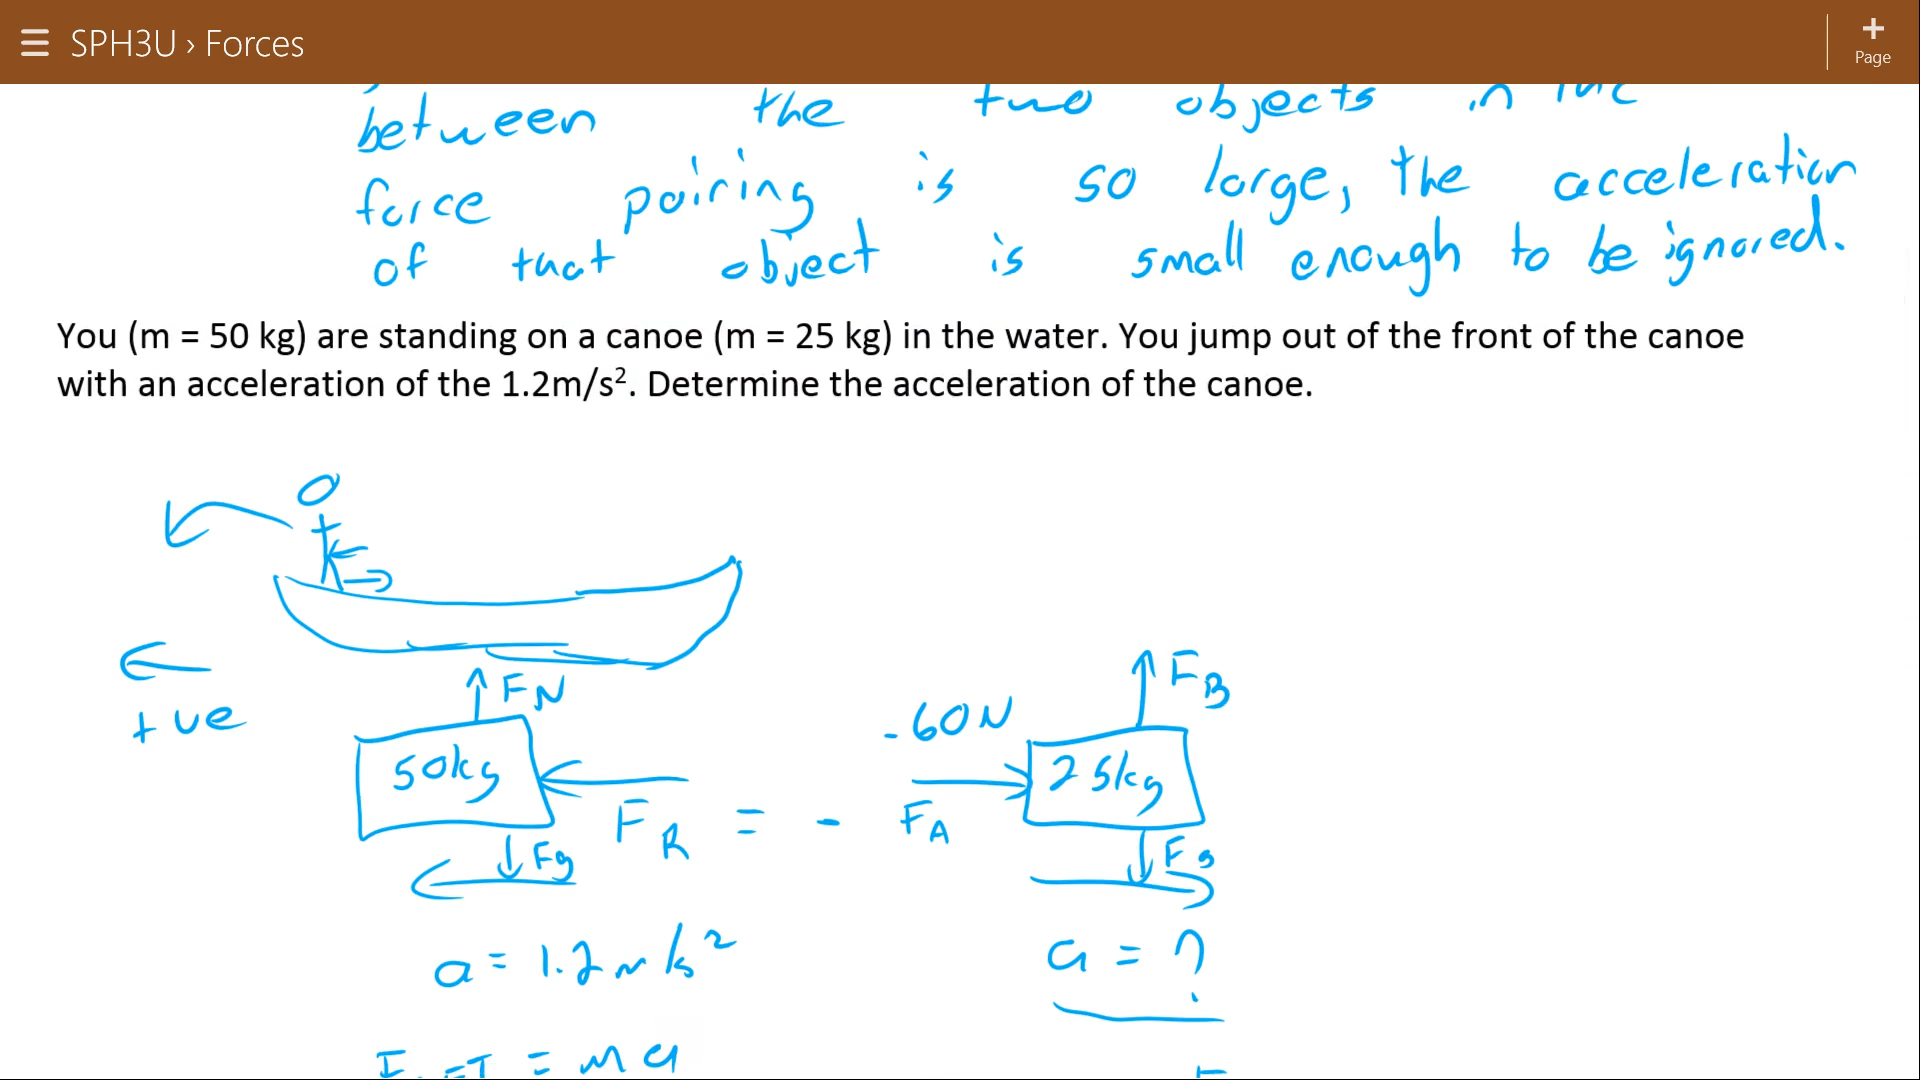 SPH3U › Forces
+
Page
between the two objects in the
force pairing is so large, the acceleration
of that object is small enough to be ignored.
You (m = 50 kg) are standing on a canoe (m = 25 kg) in the water. You jump out of the front of the canoe
with an acceleration of the 1.2m/s². Determine the acceleration of the canoe.
+ve
FN
50kg
Fg
FR = - FA
-60N
FB
25kg
Fg
a = 1.2m/s²
a = ?
FNET = ma